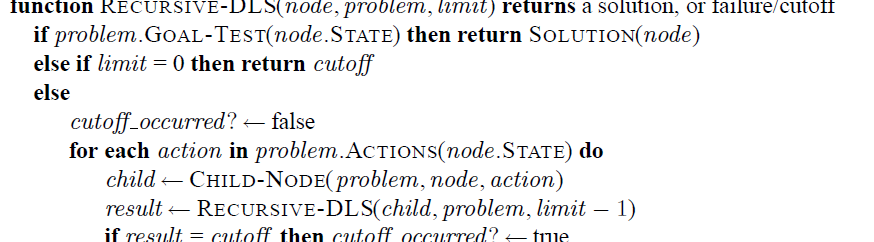 function RECURSIVE-DLS(node, problem, limit) returns a solution, or failure/cutoff
if problem.GOAL-TEST(node.STATE) then return SOLUTION(node)
else if limit = 0 then return cutoff
else
cutoff_occurred? ← false
for each action in problem.ACTIONS(node.STATE) do
child ← CHILD-NODE(problem, node, action)
result ← RECURSIVE-DLS(child, problem, limit − 1)
if result = cutoff then cutoff_occurred? ← true